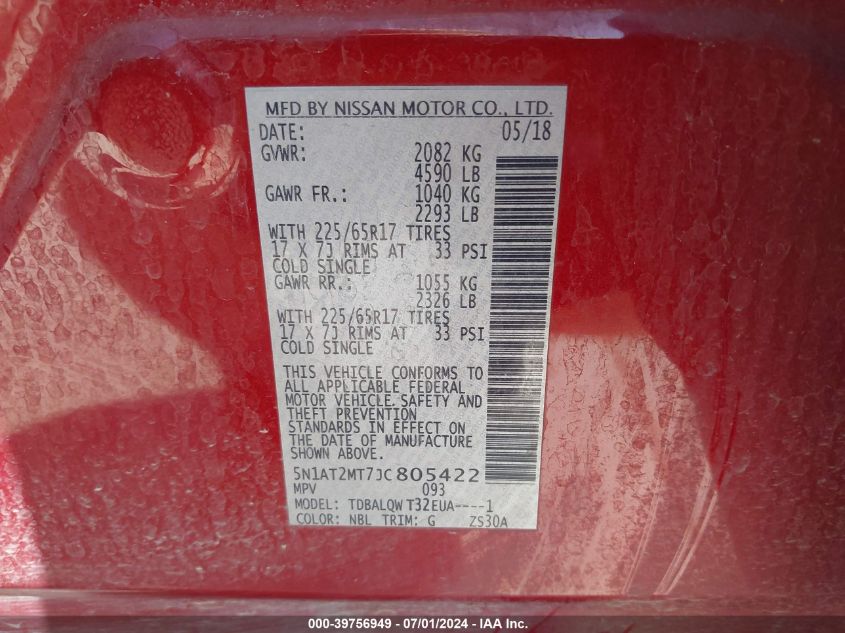 MFD BY NISSAN MOTOR CO., LTD.
DATE: 05/18
GVWR: 2082 KG
4590 LB
GAWR FR.: 1040 KG
2293 LB
WITH 225/65R17 TIRES
17 X 7J RIMS AT 33 PSI
COLD SINGLE
GAWR RR.: 1055 KG
2326 LB
WITH 225/65R17 TIRES
17 X 7J RIMS AT 33 PSI
COLD SINGLE
THIS VEHICLE CONFORMS TO
ALL APPLICABLE FEDERAL
MOTOR VEHICLE SAFETY AND
THEFT PREVENTION
STANDARDS IN EFFECT ON
THE DATE OF MANUFACTURE
SHOWN ABOVE.
5N1AT2MT7JC805422
MPV 093
MODEL: TDBALQW T32EUA----1
COLOR: NBL TRIM: G ZS30A
000-39756949 - 07/01/2024 - IAA Inc.